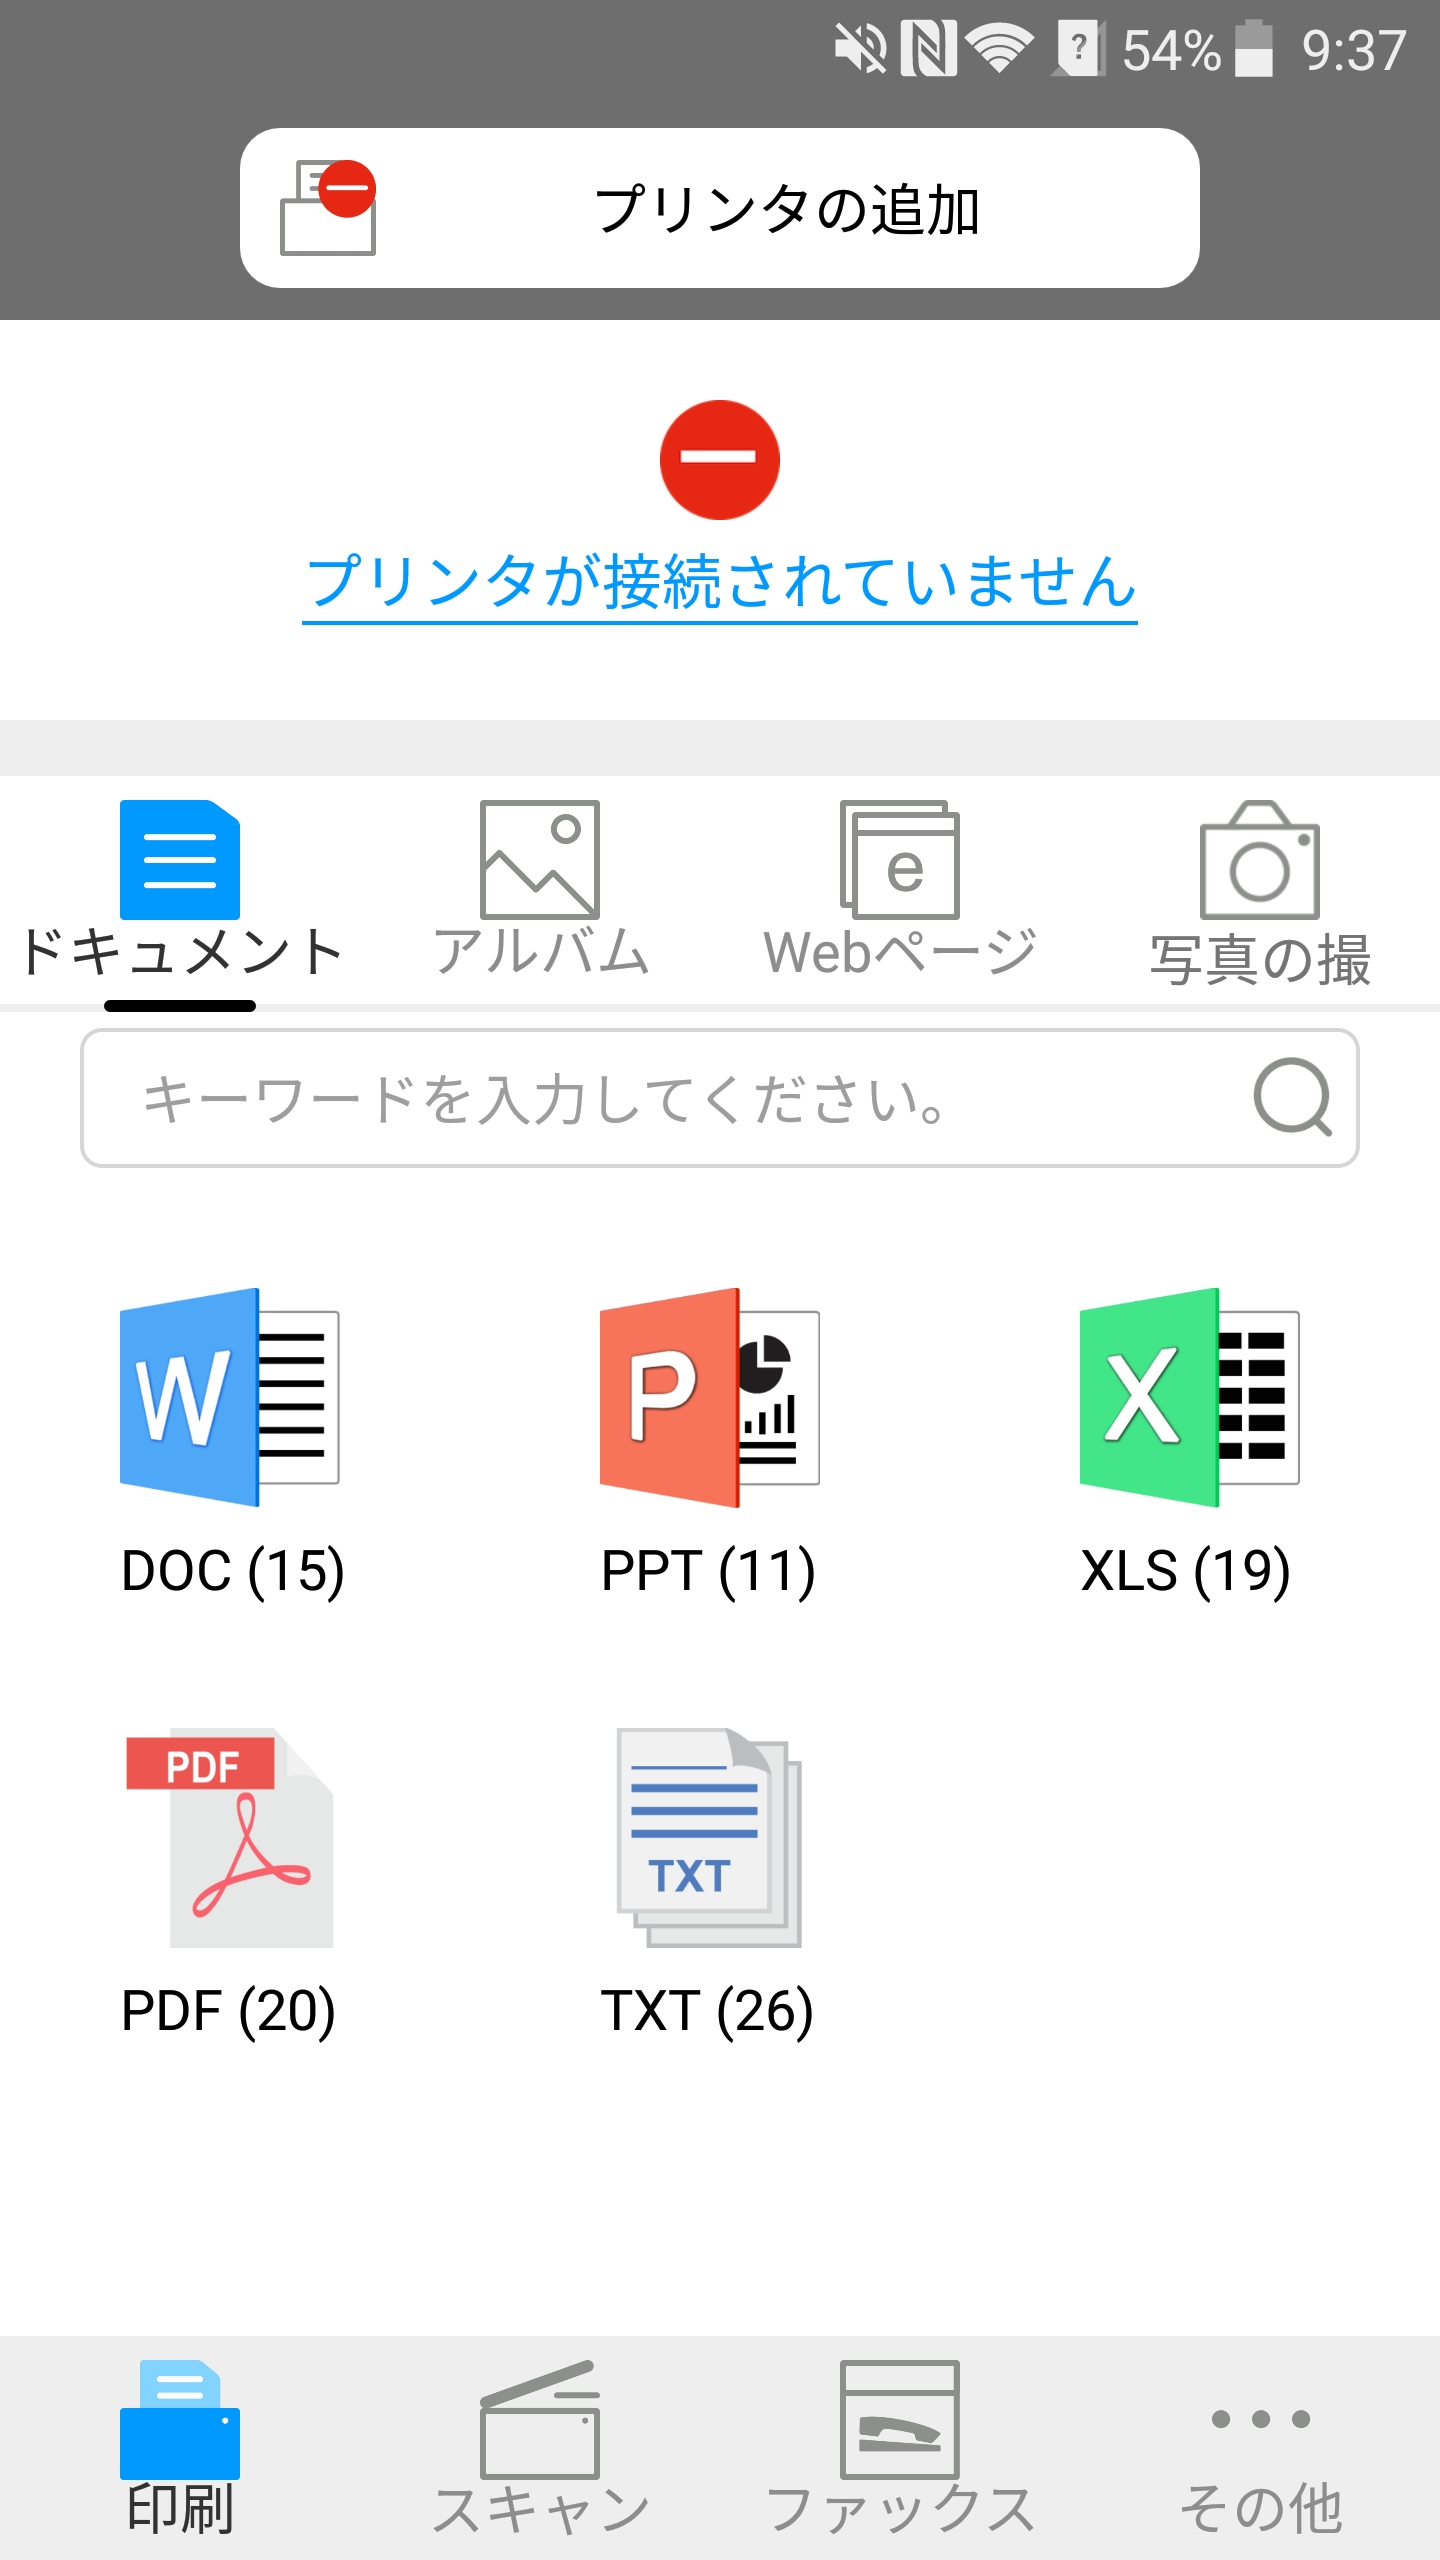 54% 9:37
プリンタの追加
プリンタが接続されていません
ドキュメント アルバム Webページ 写真の撮
キーワードを入力してください。
DOC (15) PPT (11) XLS (19)
PDF
TXT
PDF (20) TXT (26)
印刷 スキャン ファックス その他